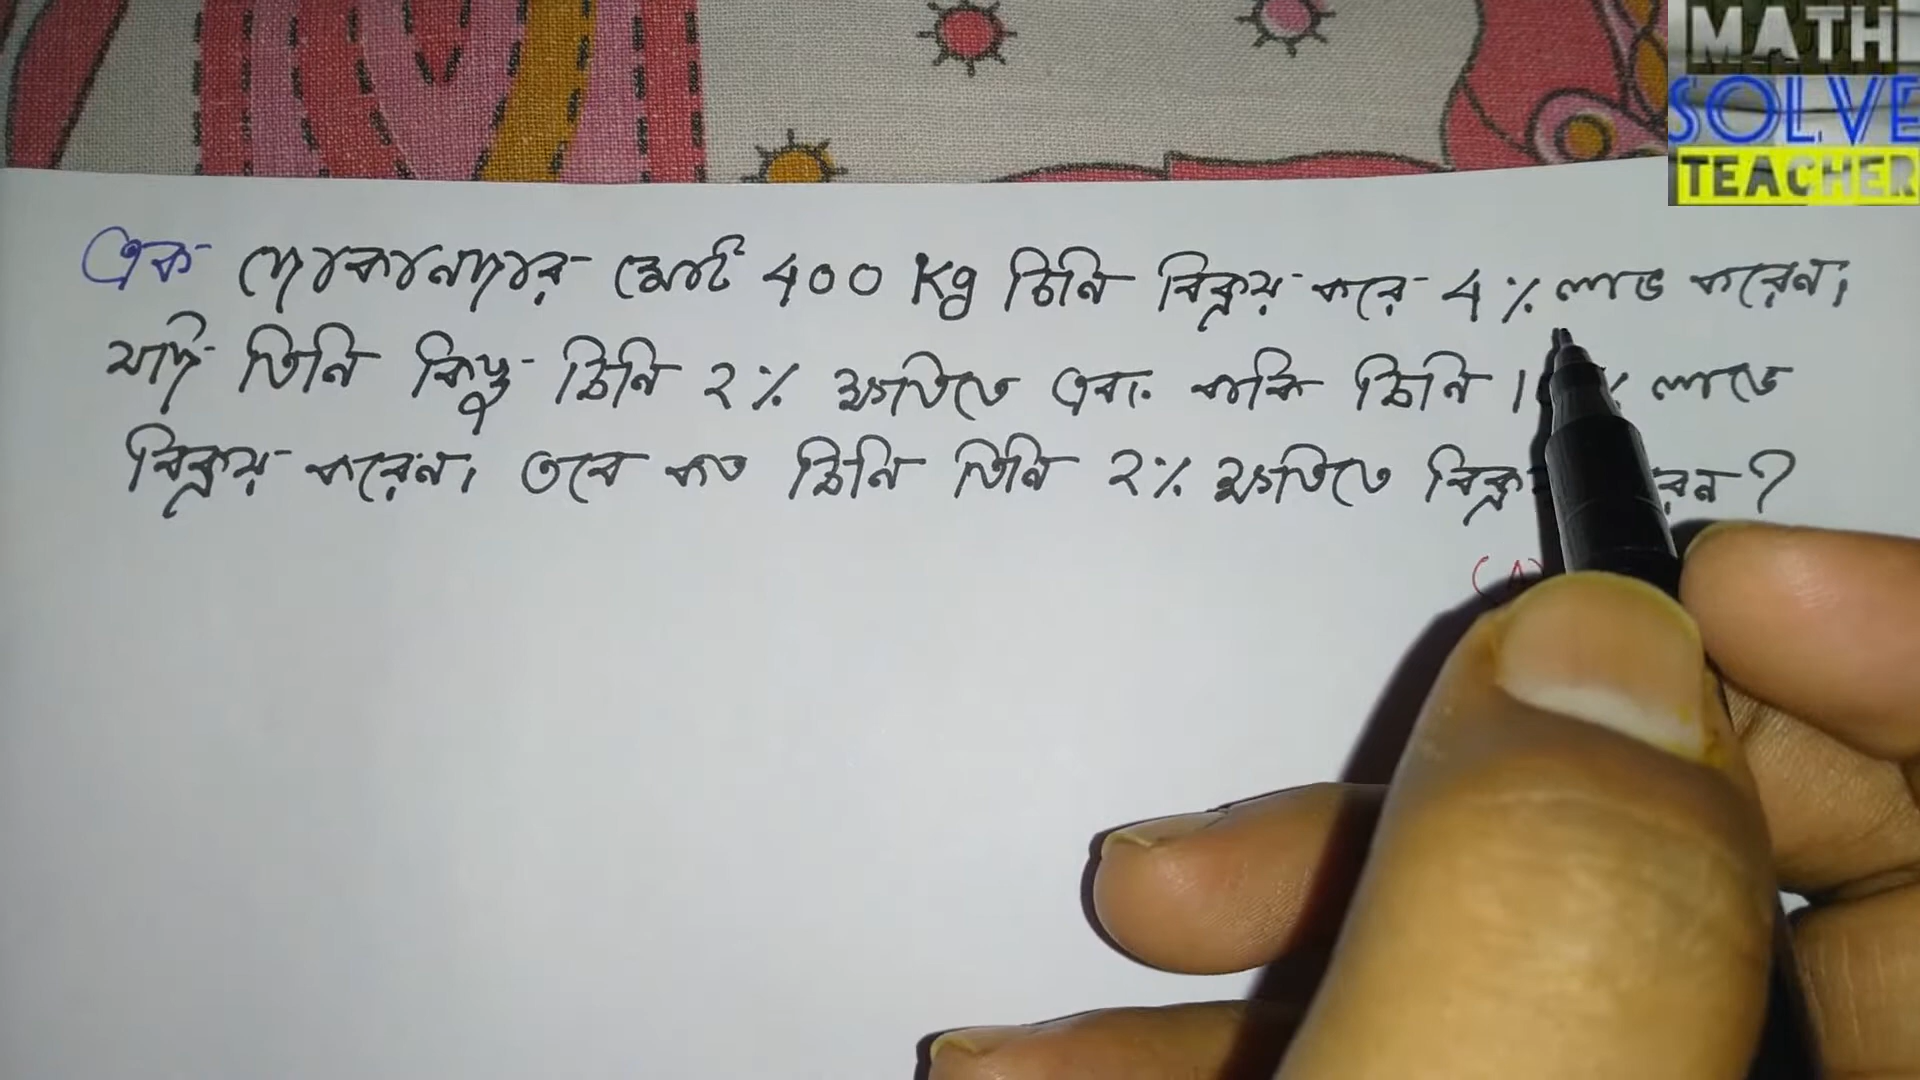 MATH
SOLVE
TEACHER
এক দোকানদার মোট 400 Kg চিনি বিক্রয় করে 4% লাভ করেন।
যদি তিনি কিছু চিনি 2% ক্ষতিতে এবং বাকি চিনি % লাভে
বিক্রয় করেন। তবে কত চিনি তিনি 2% ক্ষতিতে ?